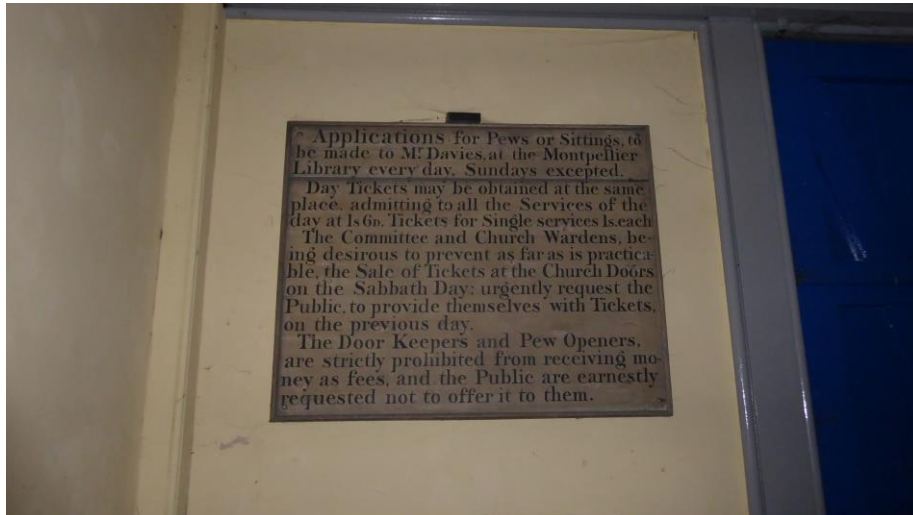 Applications for Pews or Sittings, to
be made to Mr. Davies, at the Montpellier
Library every day, Sundays excepted.
Day Tickets may be obtained at the same
place, admitting to all the Services of the
day at 1s 6D. Tickets for Single services 1s. each
The Committee and Church Wardens, be-
ing desirous to prevent as far as is practica-
ble, the Sale of Tickets at the Church Doors
on the Sabbath Day: urgently request the
Public, to provide themselves with Tickets,
on the previous day.
The Door Keepers and Pew Openers,
are strictly prohibited from receiving mo-
ney as fees, and the Public are earnestly
requested not to offer it to them.